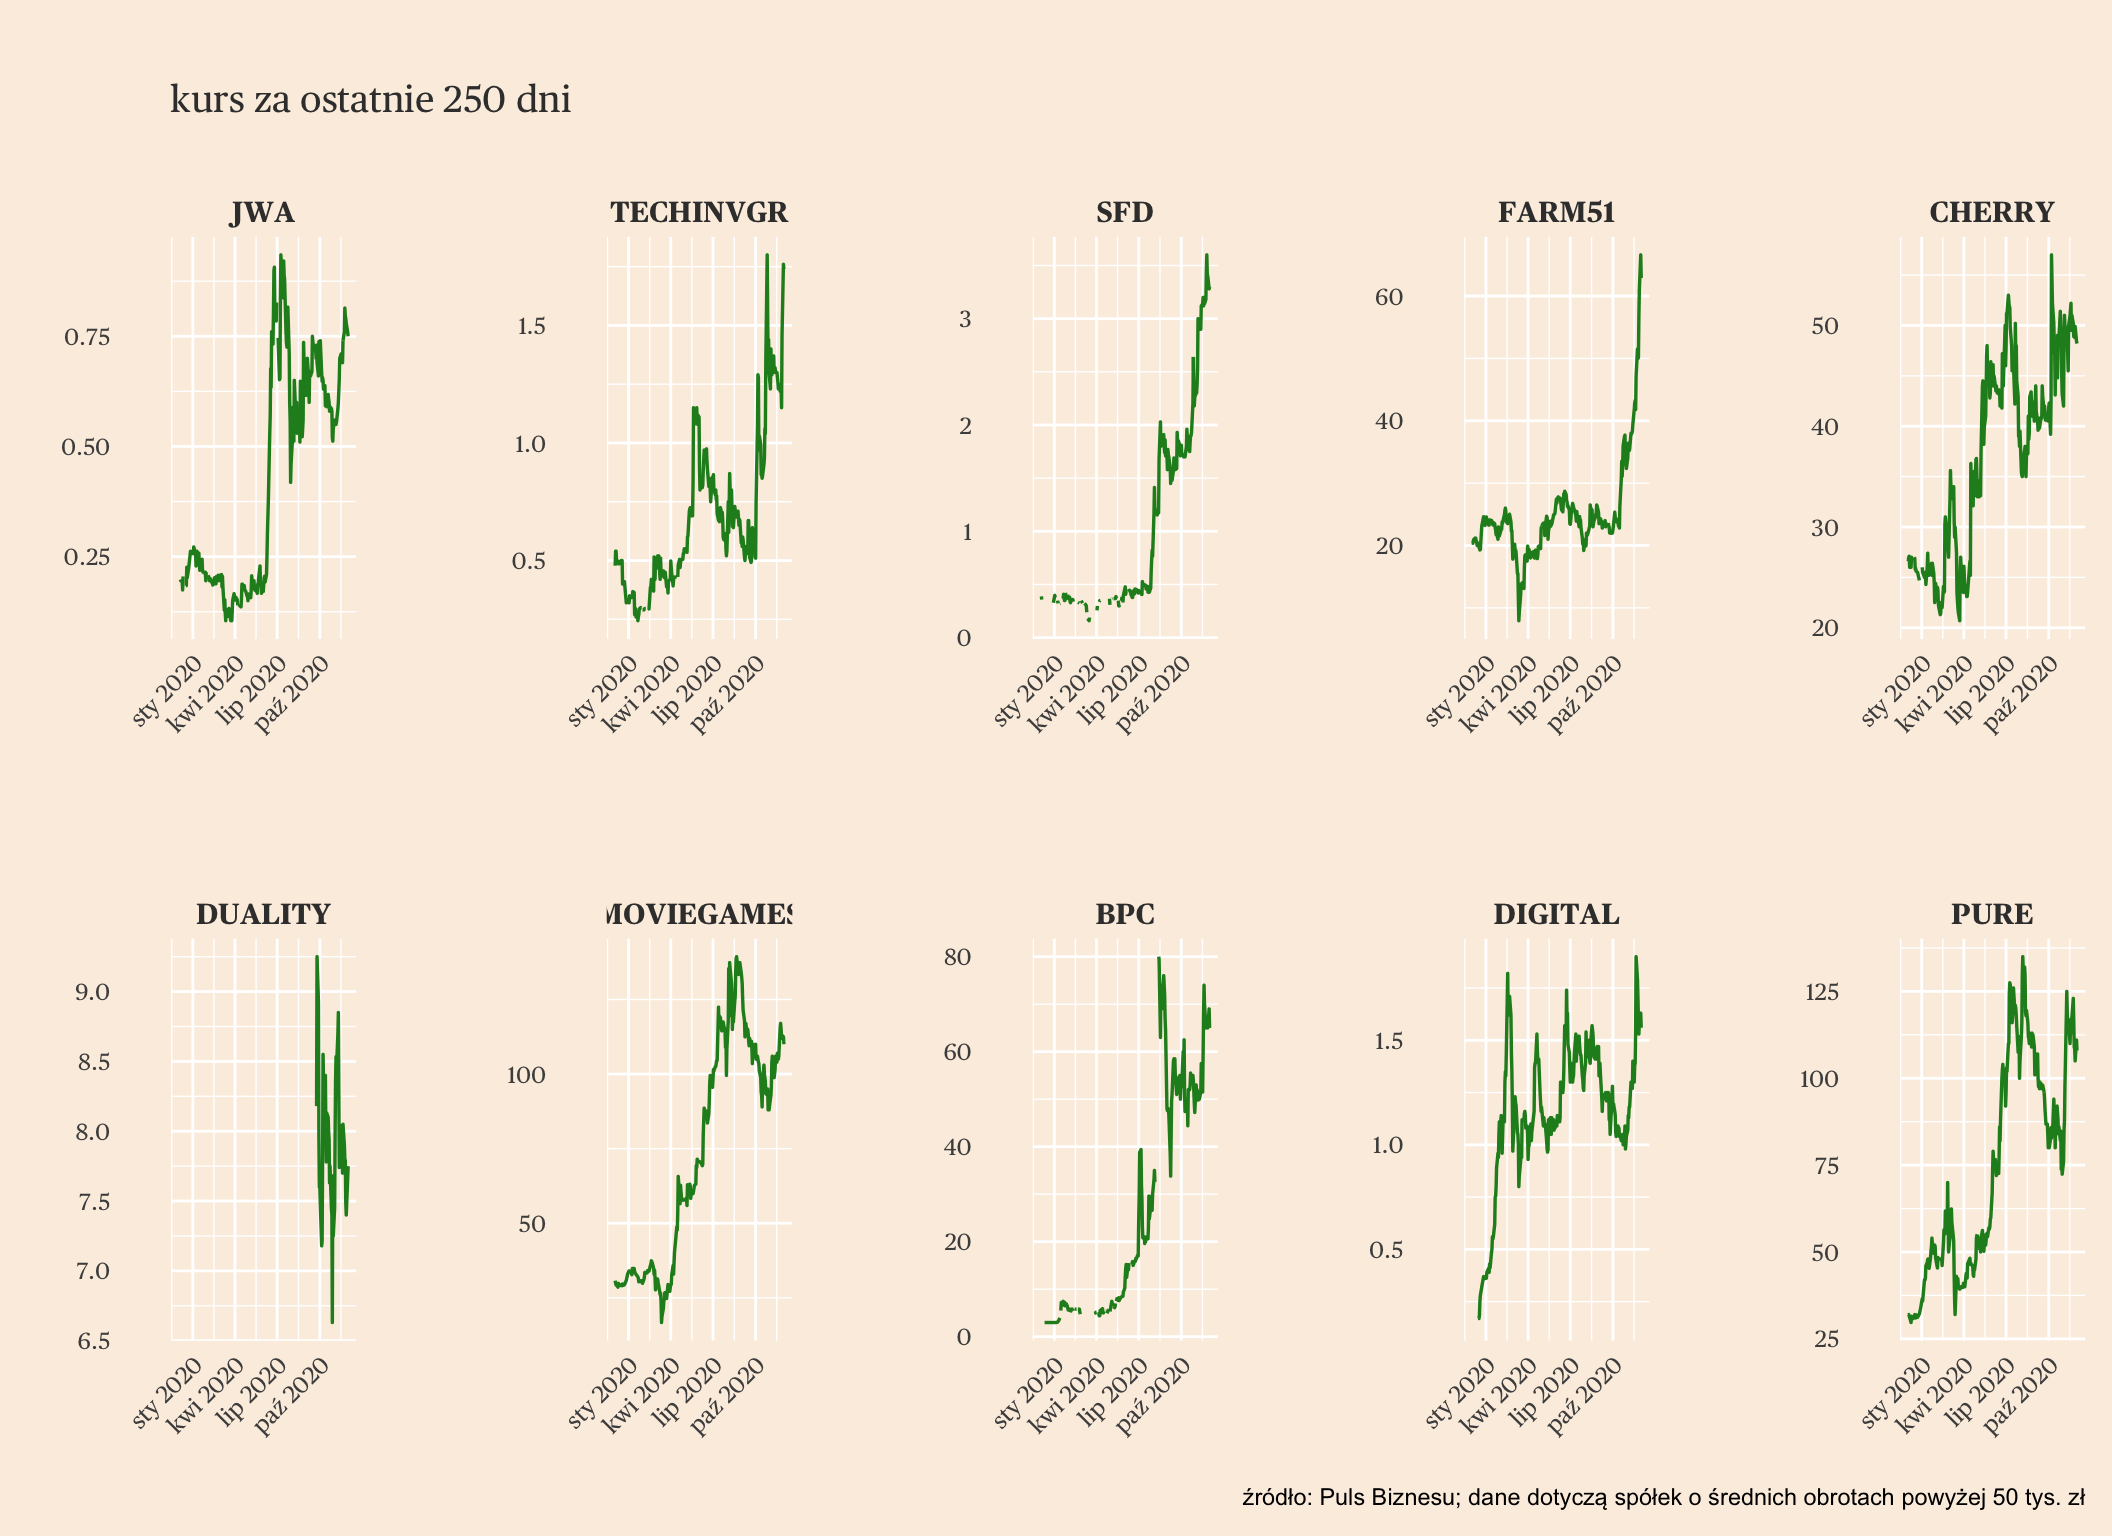 kurs za ostatnie 250 dni
JWA
TECHINVGR
SFD
FARM51
CHERRY
0.75
0.50
0.25
1.5
1.0
0.5
3
2
1
0
60
40
20
50
40
30
20
sty 2020
kwi 2020
lip 2020
paź 2020
sty 2020
kwi 2020
lip 2020
paź 2020
sty 2020
kwi 2020
lip 2020
paź 2020
sty 2020
kwi 2020
lip 2020
paź 2020
sty 2020
kwi 2020
lip 2020
paź 2020
DUALITY
MOVIEGAMES
BPC
DIGITAL
PURE
9.0
8.5
8.0
7.5
7.0
6.5
100
50
80
60
40
20
0
1.5
1.0
0.5
125
100
75
50
25
sty 2020
kwi 2020
lip 2020
paź 2020
sty 2020
kwi 2020
lip 2020
paź 2020
sty 2020
kwi 2020
lip 2020
paź 2020
sty 2020
kwi 2020
lip 2020
paź 2020
sty 2020
kwi 2020
lip 2020
paź 2020
źródło: Puls Biznesu; dane dotyczą spółek o średnich obrotach powyżej 50 tys. zł